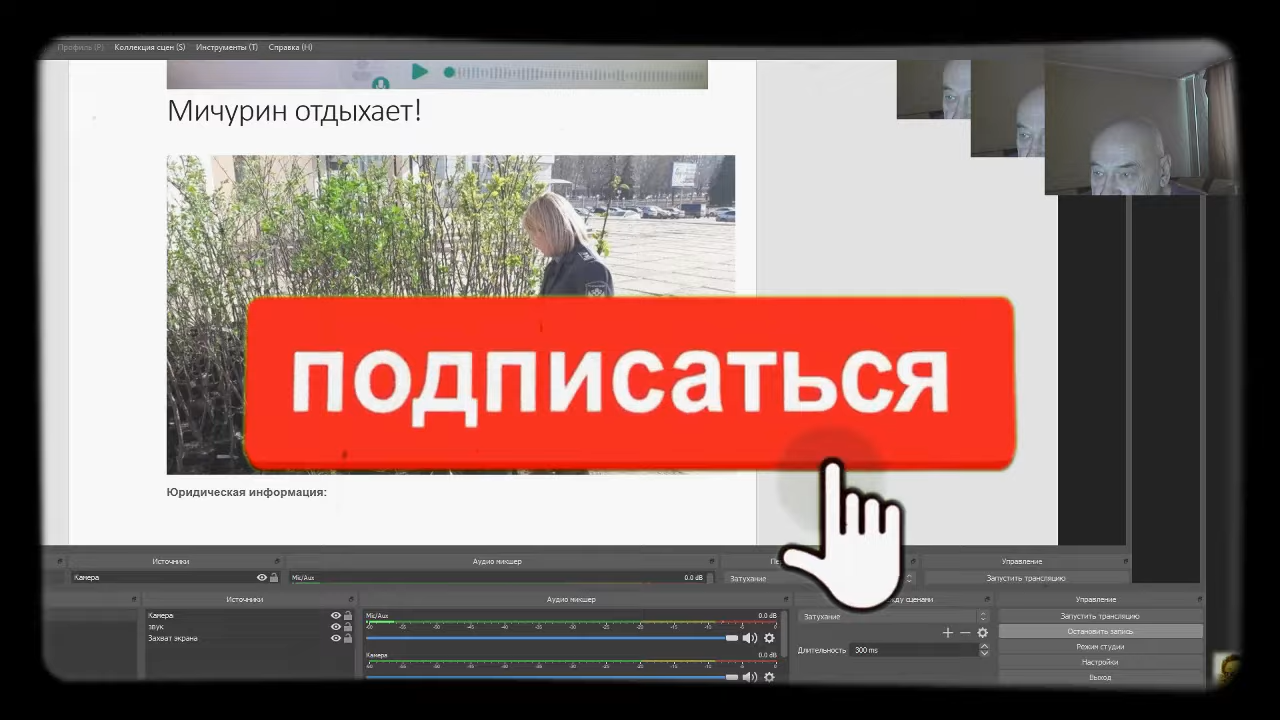 Профиль (P) Коллекция сцен (S) Инструменты (T) Справка (H)
Мичурин отдыхает!
подписаться
Юридическая информация:
Источники Аудио микшер Управление
Камера Mic/Aux 0.0 dB Затухание Запустить трансляцию
Источники Аудио микшер сценами Управление
Камера Mic/Aux 0.0 dB Затухание Запустить трансляцию
звук Остановить запись
Захват экрана Длительность 300 ms Режим студии
Камера 0.0 dB Настройки
Выход